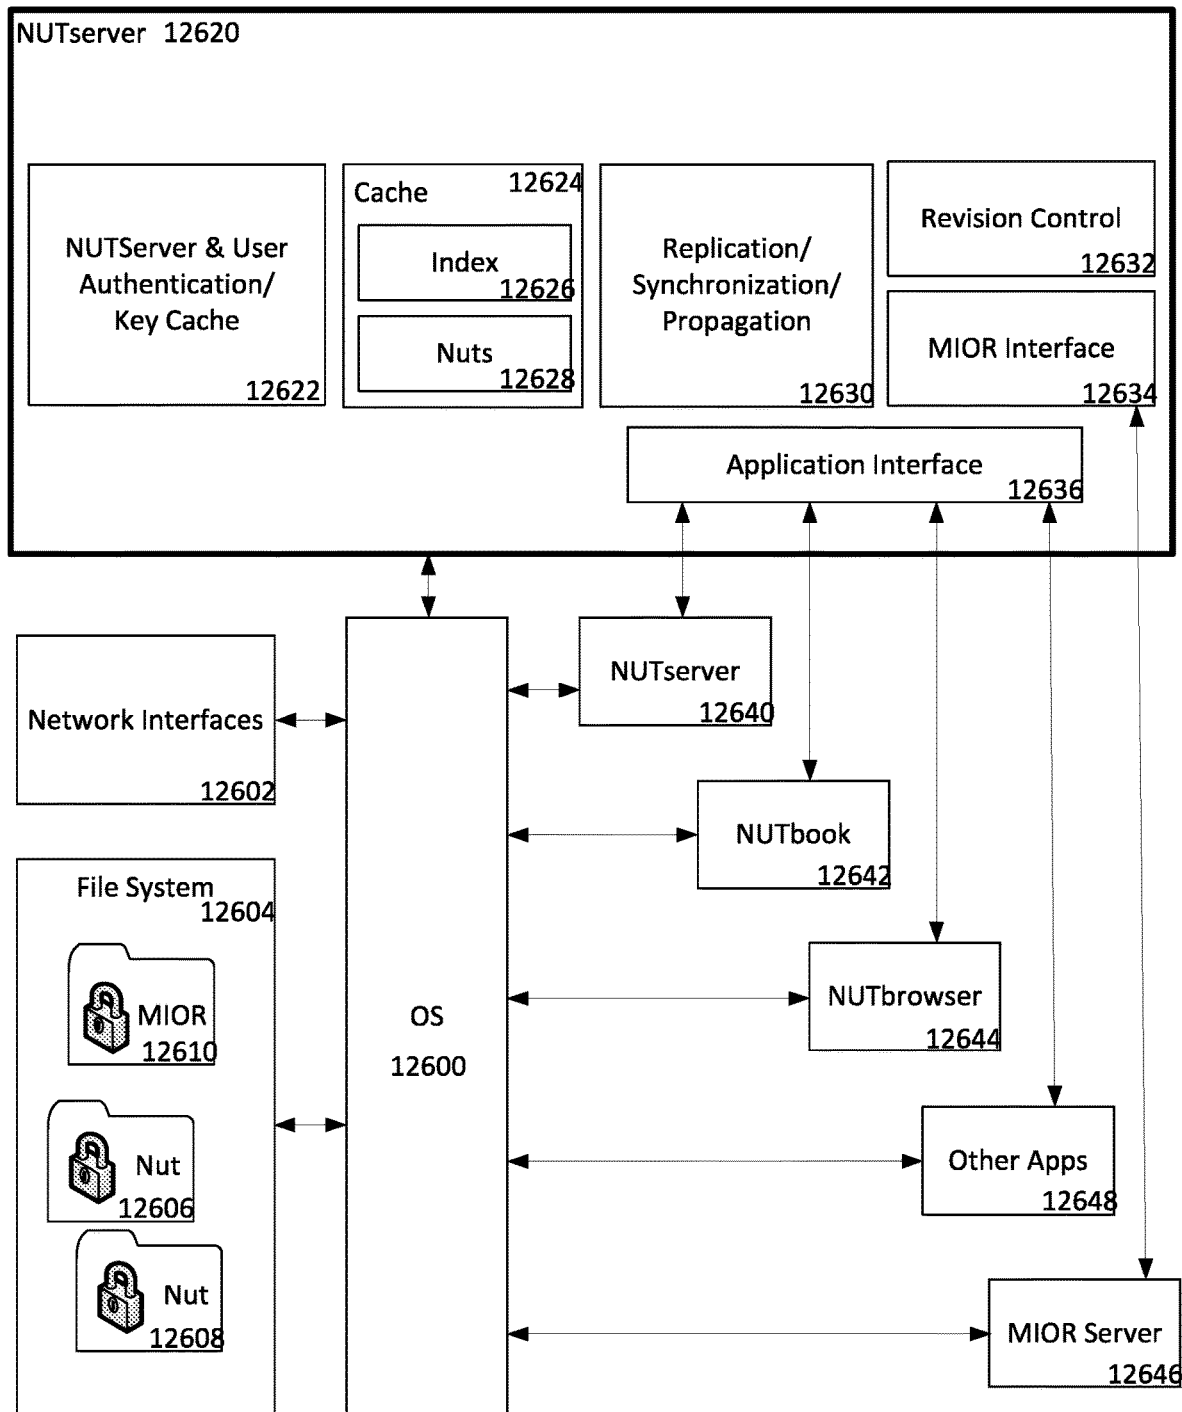 NUTserver 12620
NUTServer & User
Authentication/
Key Cache
12622
Cache
12624
Index
12626
Nuts
12628
Replication/
Synchronization/
Propagation
12630
Revision Control
12632
MIOR Interface
12634
Application Interface
12636
Network Interfaces
12602
File System
12604
MIOR
12610
Nut
12606
Nut
12608
OS
12600
NUTserver
12640
NUTbook
12642
NUTbrowser
12644
Other Apps
12648
MIOR Server
12646